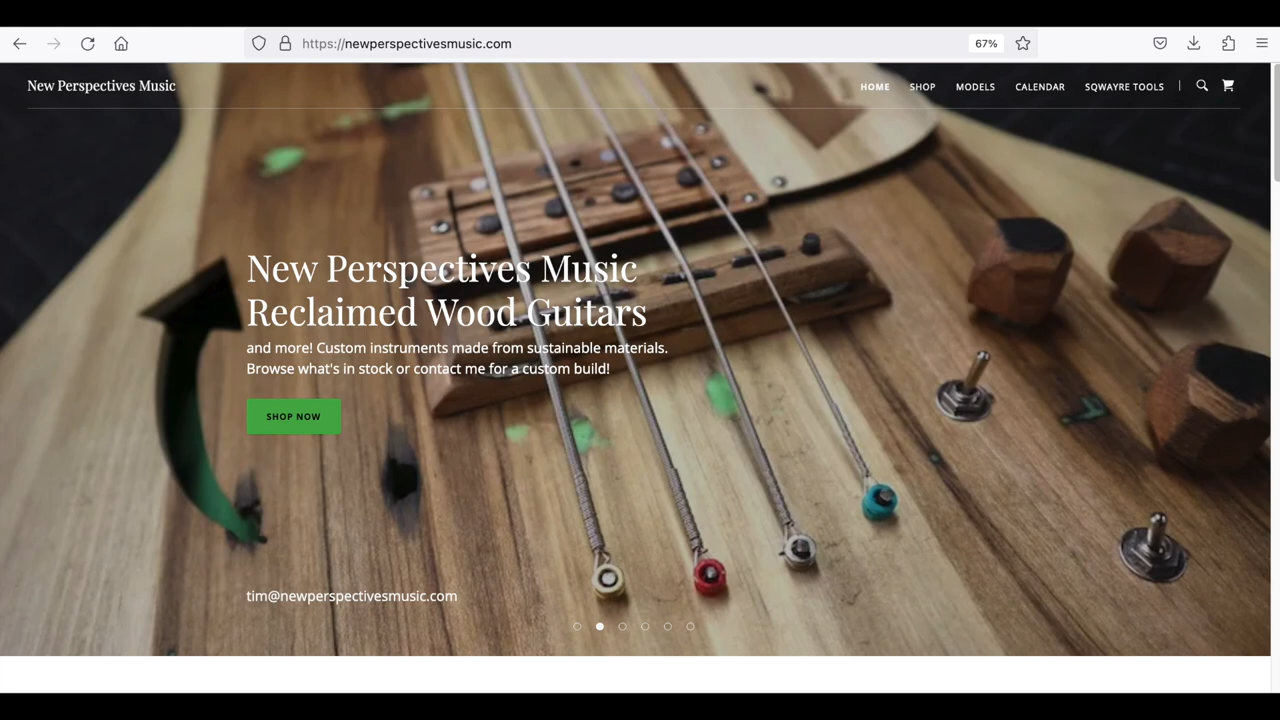 https://newperspectivesmusic.com
67%
New Perspectives Music
HOME SHOP MODELS CALENDAR SQWAYRE TOOLS
New Perspectives Music
Reclaimed Wood Guitars
and more! Custom instruments made from sustainable materials.
Browse what's in stock or contact me for a custom build!
SHOP NOW
tim@newperspectivesmusic.com